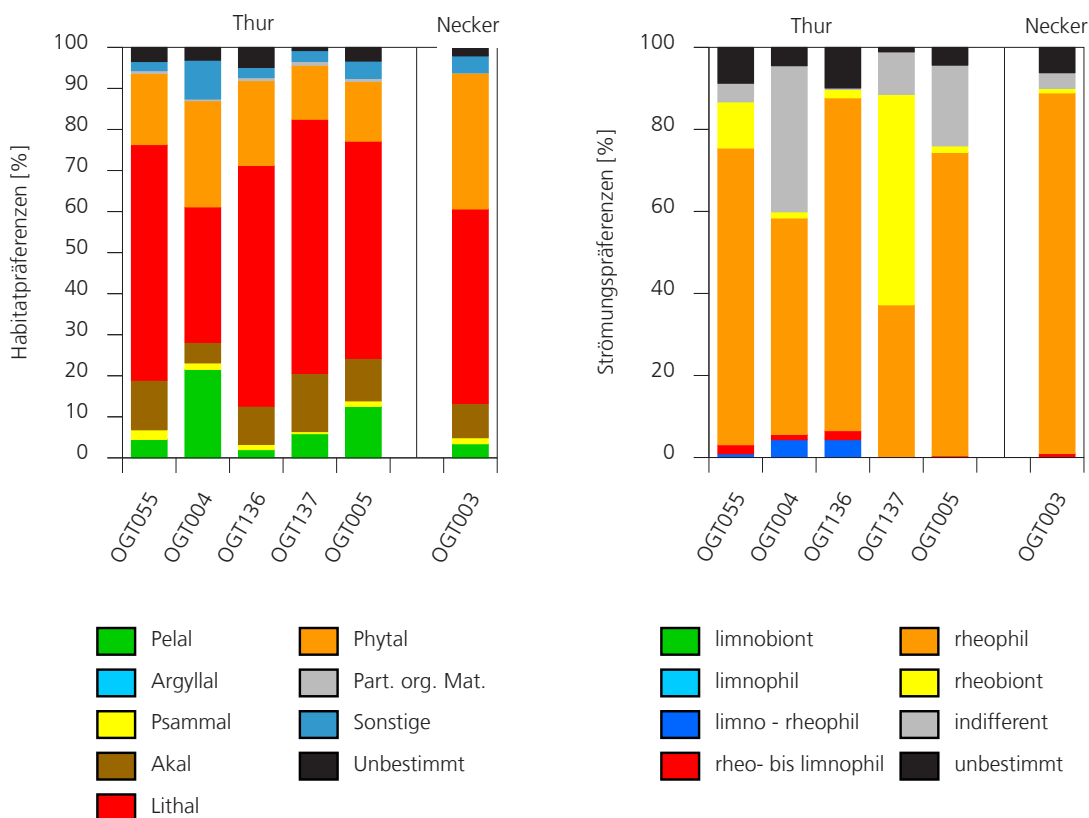 Thur
Necker
Habitatpräferenzen [%]
100
90
80
70
60
50
40
30
20
10
0
OGT055
OGT004
OGT136
OGT137
OGT005
OGT003
Pelal
Argyllal
Psammal
Akal
Lithal
Phytal
Part. org. Mat.
Sonstige
Unbestimmt
Thur
Necker
Strömungspräferenzen [%]
100
80
60
40
20
0
OGT055
OGT004
OGT136
OGT137
OGT005
OGT003
limnobiont
limnophil
limno - rheophil
rheo- bis limnophil
rheophil
rheobiont
indifferent
unbestimmt